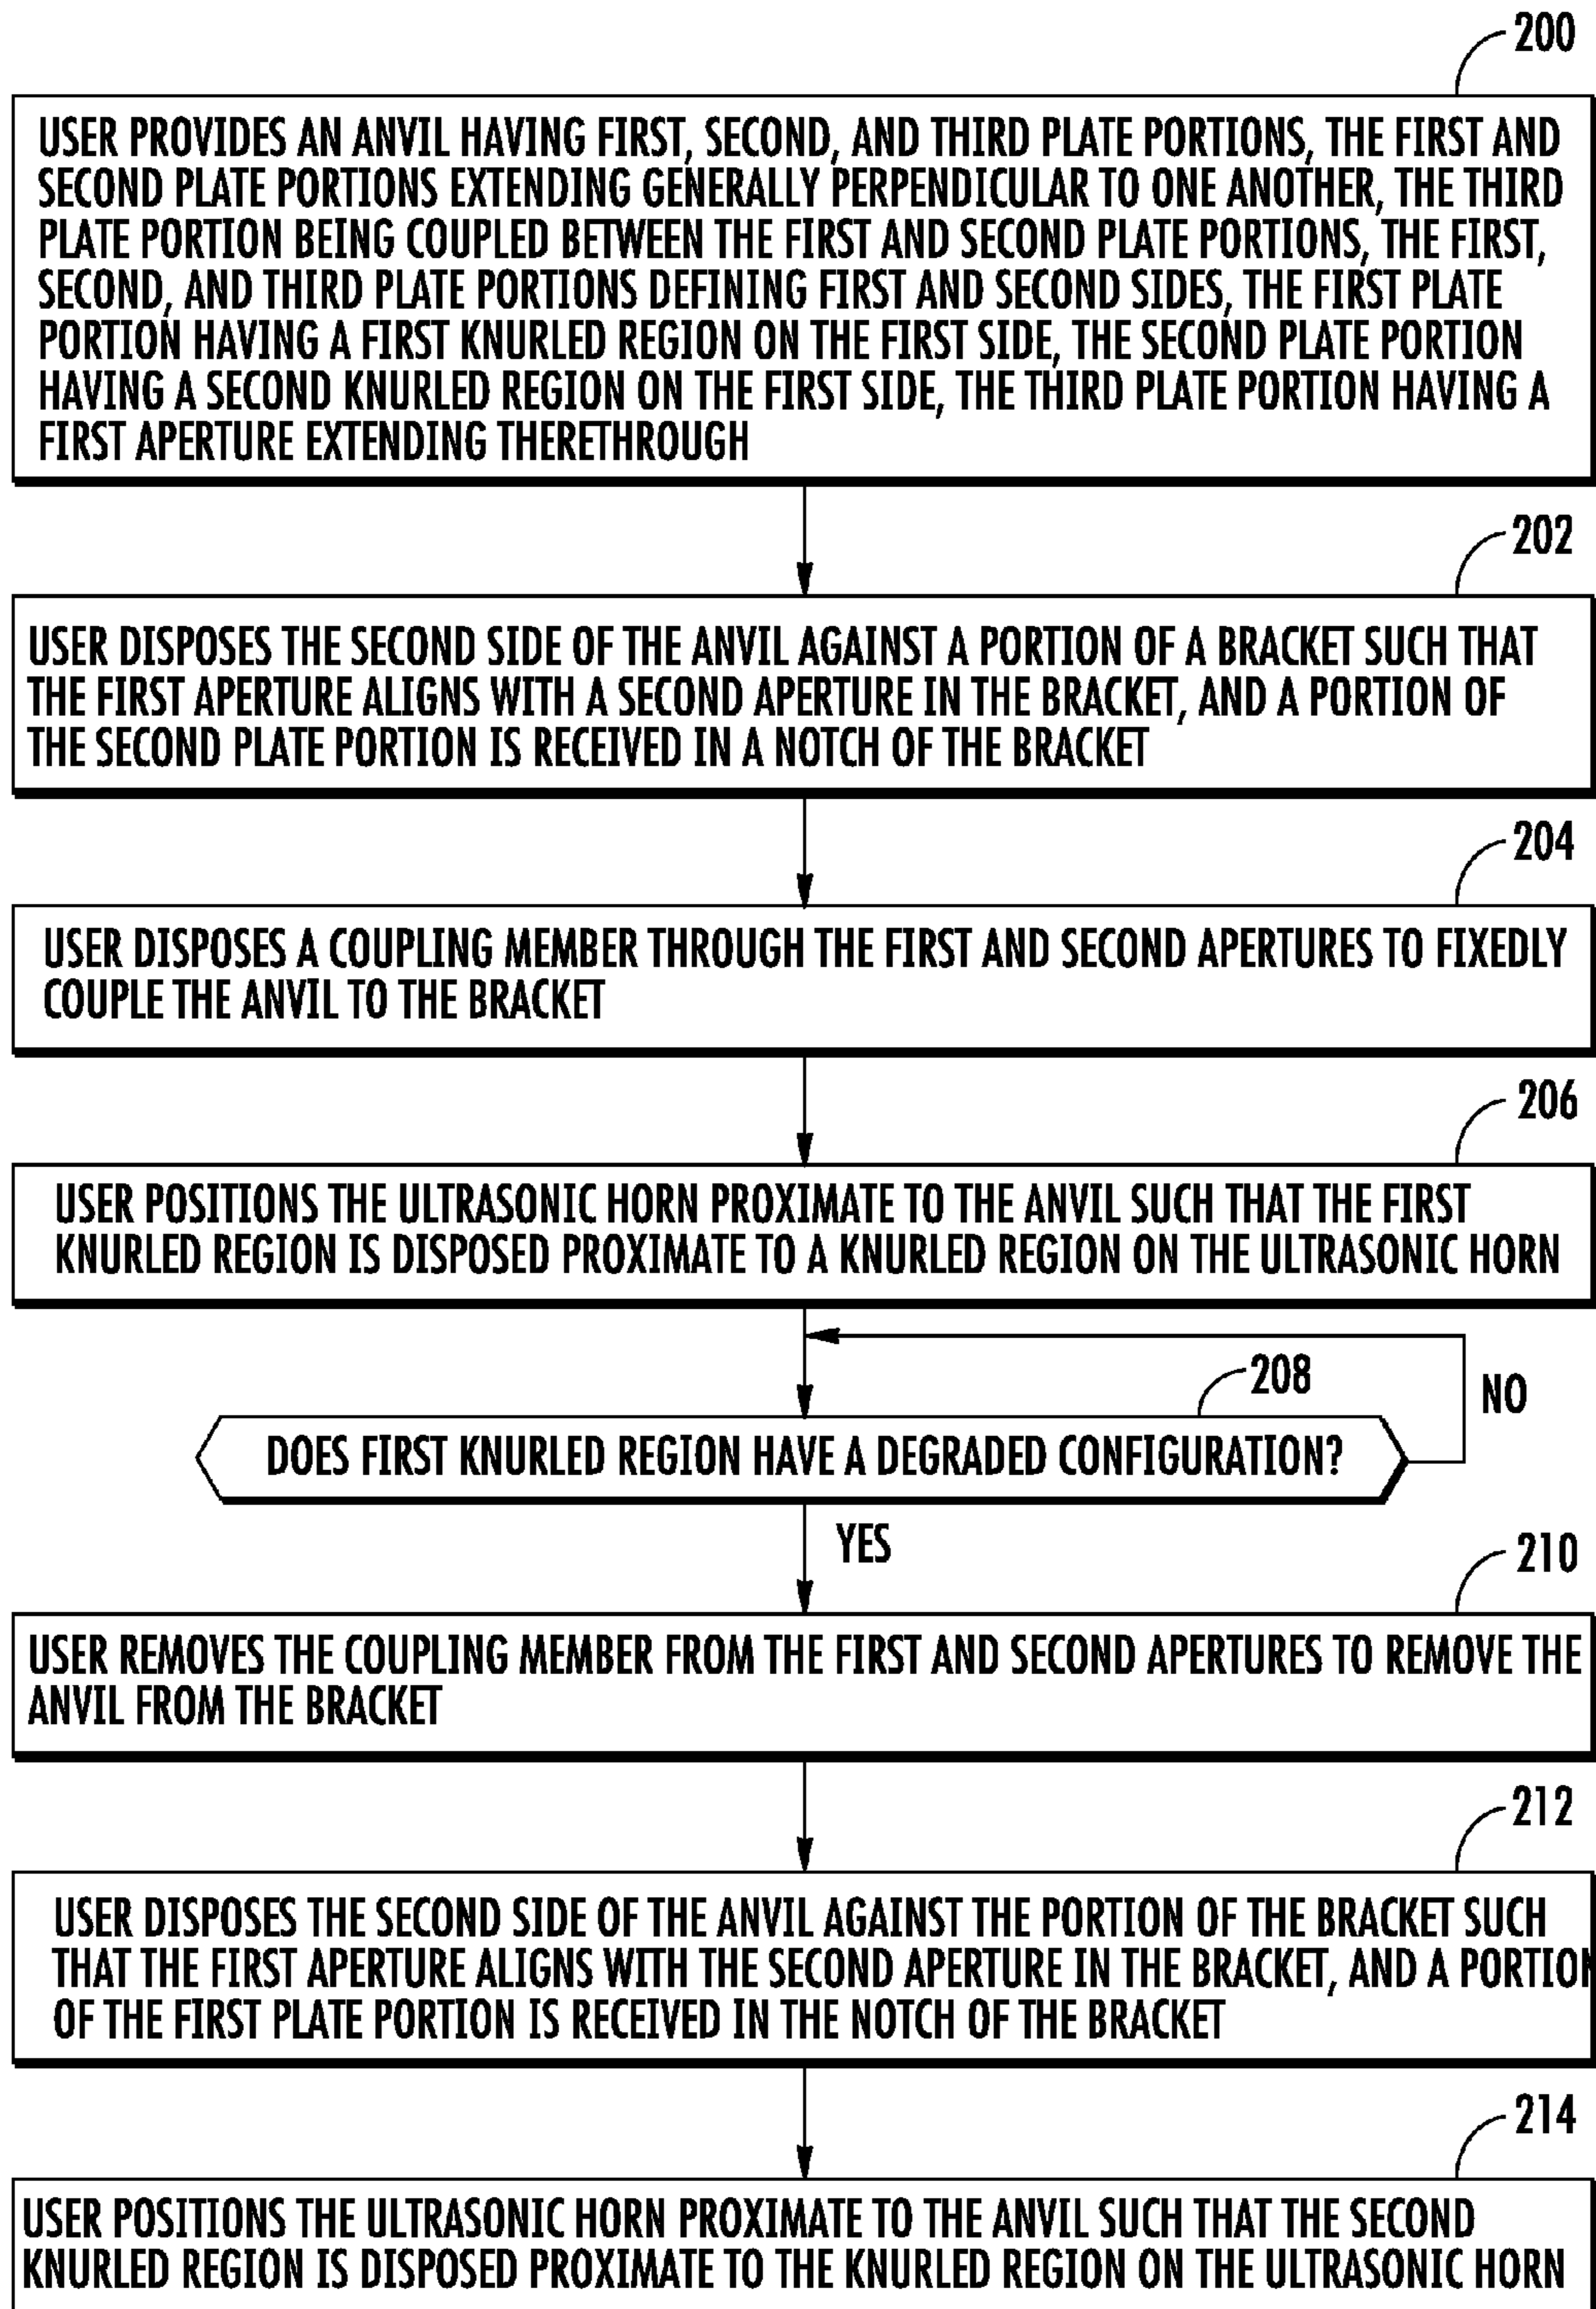 200
USER PROVIDES AN ANVIL HAVING FIRST, SECOND, AND THIRD PLATE PORTIONS, THE FIRST AND
SECOND PLATE PORTIONS EXTENDING GENERALLY PERPENDICULAR TO ONE ANOTHER, THE THIRD
PLATE PORTION BEING COUPLED BETWEEN THE FIRST AND SECOND PLATE PORTIONS, THE FIRST,
SECOND, AND THIRD PLATE PORTIONS DEFINING FIRST AND SECOND SIDES, THE FIRST PLATE
PORTION HAVING A FIRST KNURLED REGION ON THE FIRST SIDE, THE SECOND PLATE PORTION
HAVING A SECOND KNURLED REGION ON THE FIRST SIDE, THE THIRD PLATE PORTION HAVING A
FIRST APERTURE EXTENDING THERETHROUGH
202
USER DISPOSES THE SECOND SIDE OF THE ANVIL AGAINST A PORTION OF A BRACKET SUCH THAT
THE FIRST APERTURE ALIGNS WITH A SECOND APERTURE IN THE BRACKET, AND A PORTION OF
THE SECOND PLATE PORTION IS RECEIVED IN A NOTCH OF THE BRACKET
204
USER DISPOSES A COUPLING MEMBER THROUGH THE FIRST AND SECOND APERTURES TO FIXEDLY
COUPLE THE ANVIL TO THE BRACKET
206
USER POSITIONS THE ULTRASONIC HORN PROXIMATE TO THE ANVIL SUCH THAT THE FIRST
KNURLED REGION IS DISPOSED PROXIMATE TO A KNURLED REGION ON THE ULTRASONIC HORN
208
NO
DOES FIRST KNURLED REGION HAVE A DEGRADED CONFIGURATION?
YES
210
USER REMOVES THE COUPLING MEMBER FROM THE FIRST AND SECOND APERTURES TO REMOVE THE
ANVIL FROM THE BRACKET
212
USER DISPOSES THE SECOND SIDE OF THE ANVIL AGAINST THE PORTION OF THE BRACKET SUCH
THAT THE FIRST APERTURE ALIGNS WITH THE SECOND APERTURE IN THE BRACKET, AND A PORTION
OF THE FIRST PLATE PORTION IS RECEIVED IN THE NOTCH OF THE BRACKET
214
USER POSITIONS THE ULTRASONIC HORN PROXIMATE TO THE ANVIL SUCH THAT THE SECOND
KNURLED REGION IS DISPOSED PROXIMATE TO THE KNURLED REGION ON THE ULTRASONIC HORN